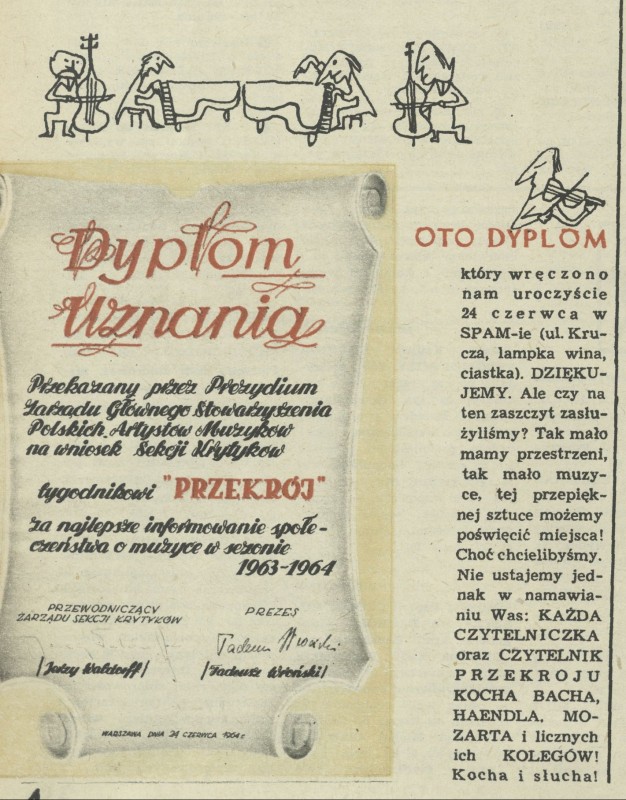 Dyplom
Uznania
Przekazany przez Prezydium
Zarządu Głównego Stowarzyszenia
Polskich Artystów Muzyków
na wniosek Sekcji Krytyków
tygodnikowi "PRZEKRÓJ"
za najlepsze informowanie społe-
czeństwa o muzyce w sezonie
1963-1964
PRZEWODNICZĄCY
ZARZĄDU SEKCJI KRYTYKÓW
PREZES
Tadeusz Wroński
|Jerzy Waldorff|
|Tadeusz Wroński|
WARSZAWA DNIA 24 CZERWCA 1964 r.
OTO DYPLOM
który wręczono
nam uroczyście
24 czerwca w
SPAM-ie (ul. Kru-
cza, lampka wina,
ciastka). DZIĘKU-
JEMY. Ale czy na
ten zaszczyt zasłu-
żyliśmy? Tak mało
mamy przestrzeni,
tak mało muzy-
ce, tej przepięk-
nej sztuce możemy
poświęcić miejsca!
Choć chcielibyśmy.
Nie ustajemy jed-
nak w namawia-
niu Was: KAŻDA
CZYTELNICZKA
oraz CZYTELNIK
PRZEKROJU
KOCHA BACHA,
HAENDLA, MO-
ZARTA i licznych
ich KOLEGÓW!
Kocha i słucha!